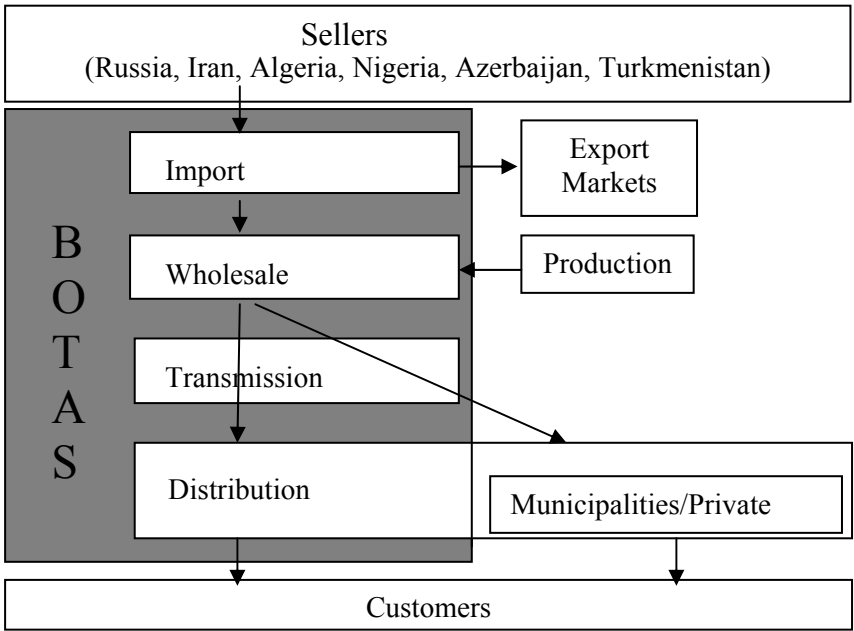 Sellers
(Russia, Iran, Algeria, Nigeria, Azerbaijan, Turkmenistan)
Import
Export
Markets
B
O
T
A
S
Wholesale
Production
Transmission
Distribution
Municipalities/Private
Customers